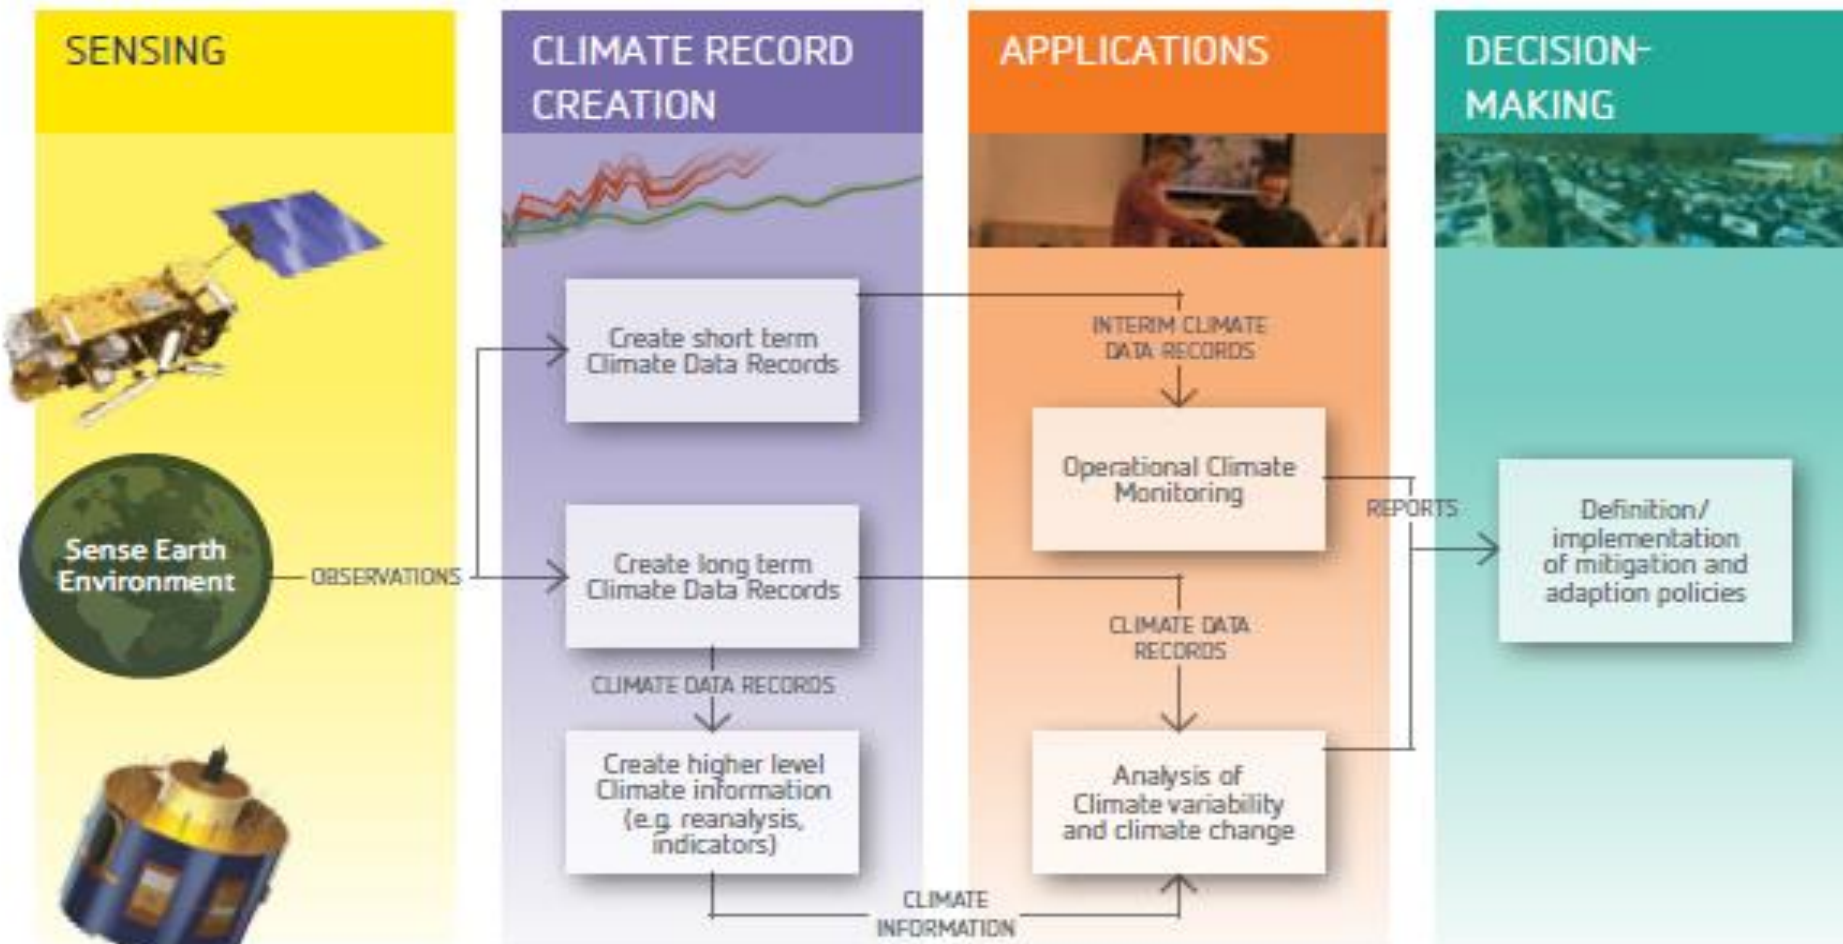 SENSING
CLIMATE RECORD
CREATION
APPLICATIONS
DECISION-
MAKING
Create short term
Climate Data Records
INTERIM CLIMATE
DATA RECORDS
Operational Climate
Monitoring
REPORTS
Definition/
implementation
of mitigation and
adaption policies
Sense Earth
Environment
OBSERVATIONS
Create long term
Climate Data Records
CLIMATE DATA
RECORDS
CLIMATE DATA RECORDS
Create higher level
Climate information
(e.g. reanalysis,
indicators)
Analysis of
Climate variability
and climate change
CLIMATE
INFORMATION